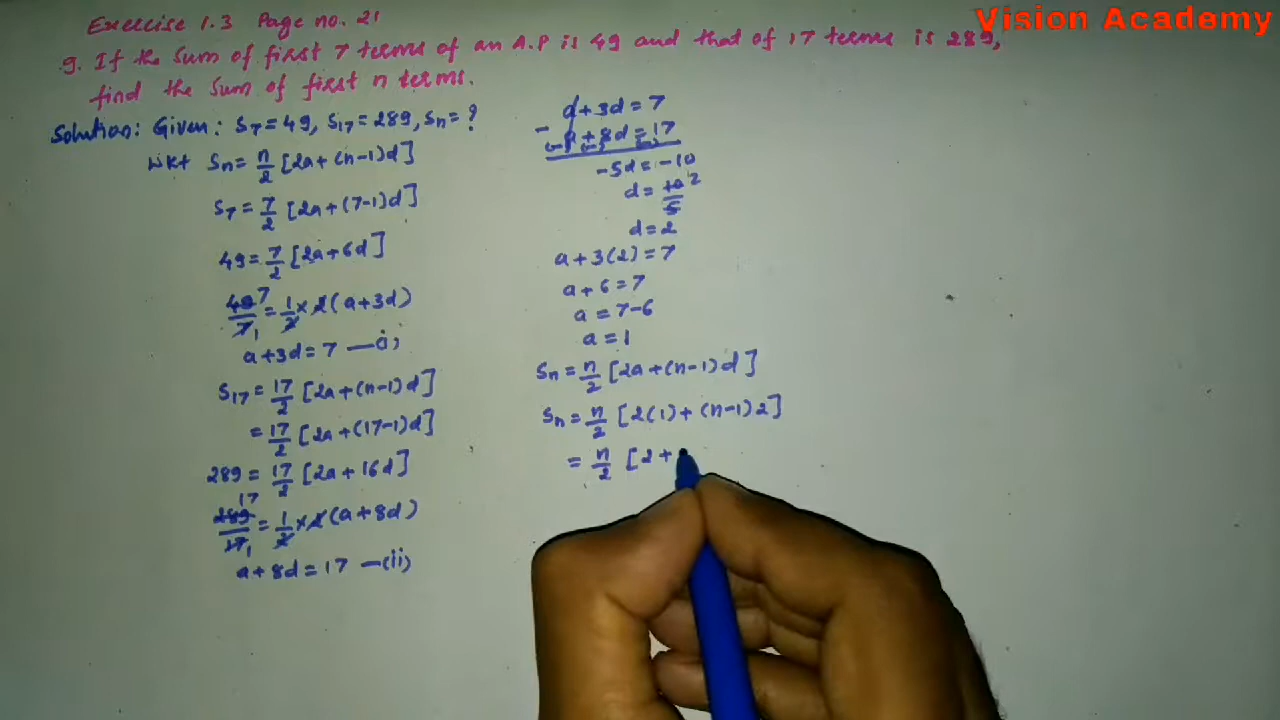 Vision Academy
Exercise 1.3 Page no. 21
9. If the sum of first 7 terms of an A.P is 49 and that of 17 terms is 289,
find the sum of first n terms.
Solution: Given: S₇=49, S₁₇=289, Sₙ=?
WKT Sₙ = n/2 [2a+(n-1)d]
S₇ = 7/2 [2a+(7-1)d]
49 = 7/2 [2a+6d]
49/7 7/1 = 1/2 × 2(a+3d)
a+3d=7 —(i)
S₁₇ = 17/2 [2a+(n-1)d]
= 17/2 [2a+(17-1)d]
289 = 17/2 [2a+16d]
289/17 17/1 = 1/2 × 2(a+8d)
a+8d=17 —(ii)
a+3d=7
- a+8d=17
(-) (-) (-)
-5d=-10
d= 10/5 2
d=2
a+3(2)=7
a+6=7
a=7-6
a=1
Sₙ = n/2 [2a+(n-1)d]
Sₙ = n/2 [2(1)+(n-1)2]
= n/2 [2+